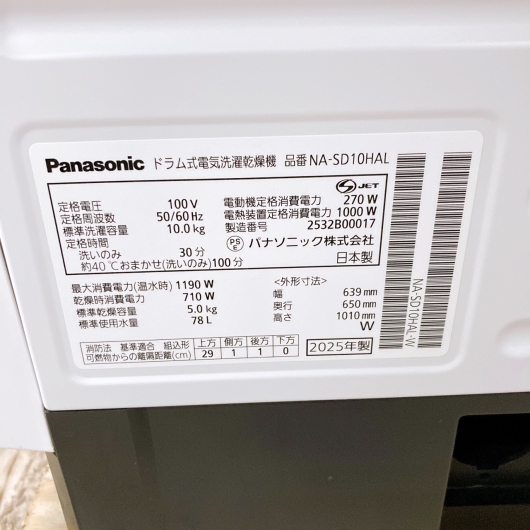 Panasonic ドラム式電気洗濯乾燥機 品番 NA-SD10HAL
定格電圧 100 V
定格周波数 50/60 Hz
標準洗濯容量 10.0 kg
定格時間
洗いのみ 30 分
約40 ℃おまかせ(洗いのみ)100 分
S JET
電動機定格消費電力 270 W
電熱装置定格消費電力 1000 W
製造番号 2532B00017
PS E パナソニック株式会社
日本製
最大消費電力(温水時) 1190 W
乾燥時消費電力 710 W
標準乾燥容量 5.0 kg
標準使用水量 78 L
<外形寸法>
幅 639 mm
奥行 650 mm
高さ 1010 mm
W
消防法 基準適合 組込形 上方 側方 後方 下方
可燃物からの離隔距離(cm) 29 1 1 0
2025年製
NA-SD10HAL-W